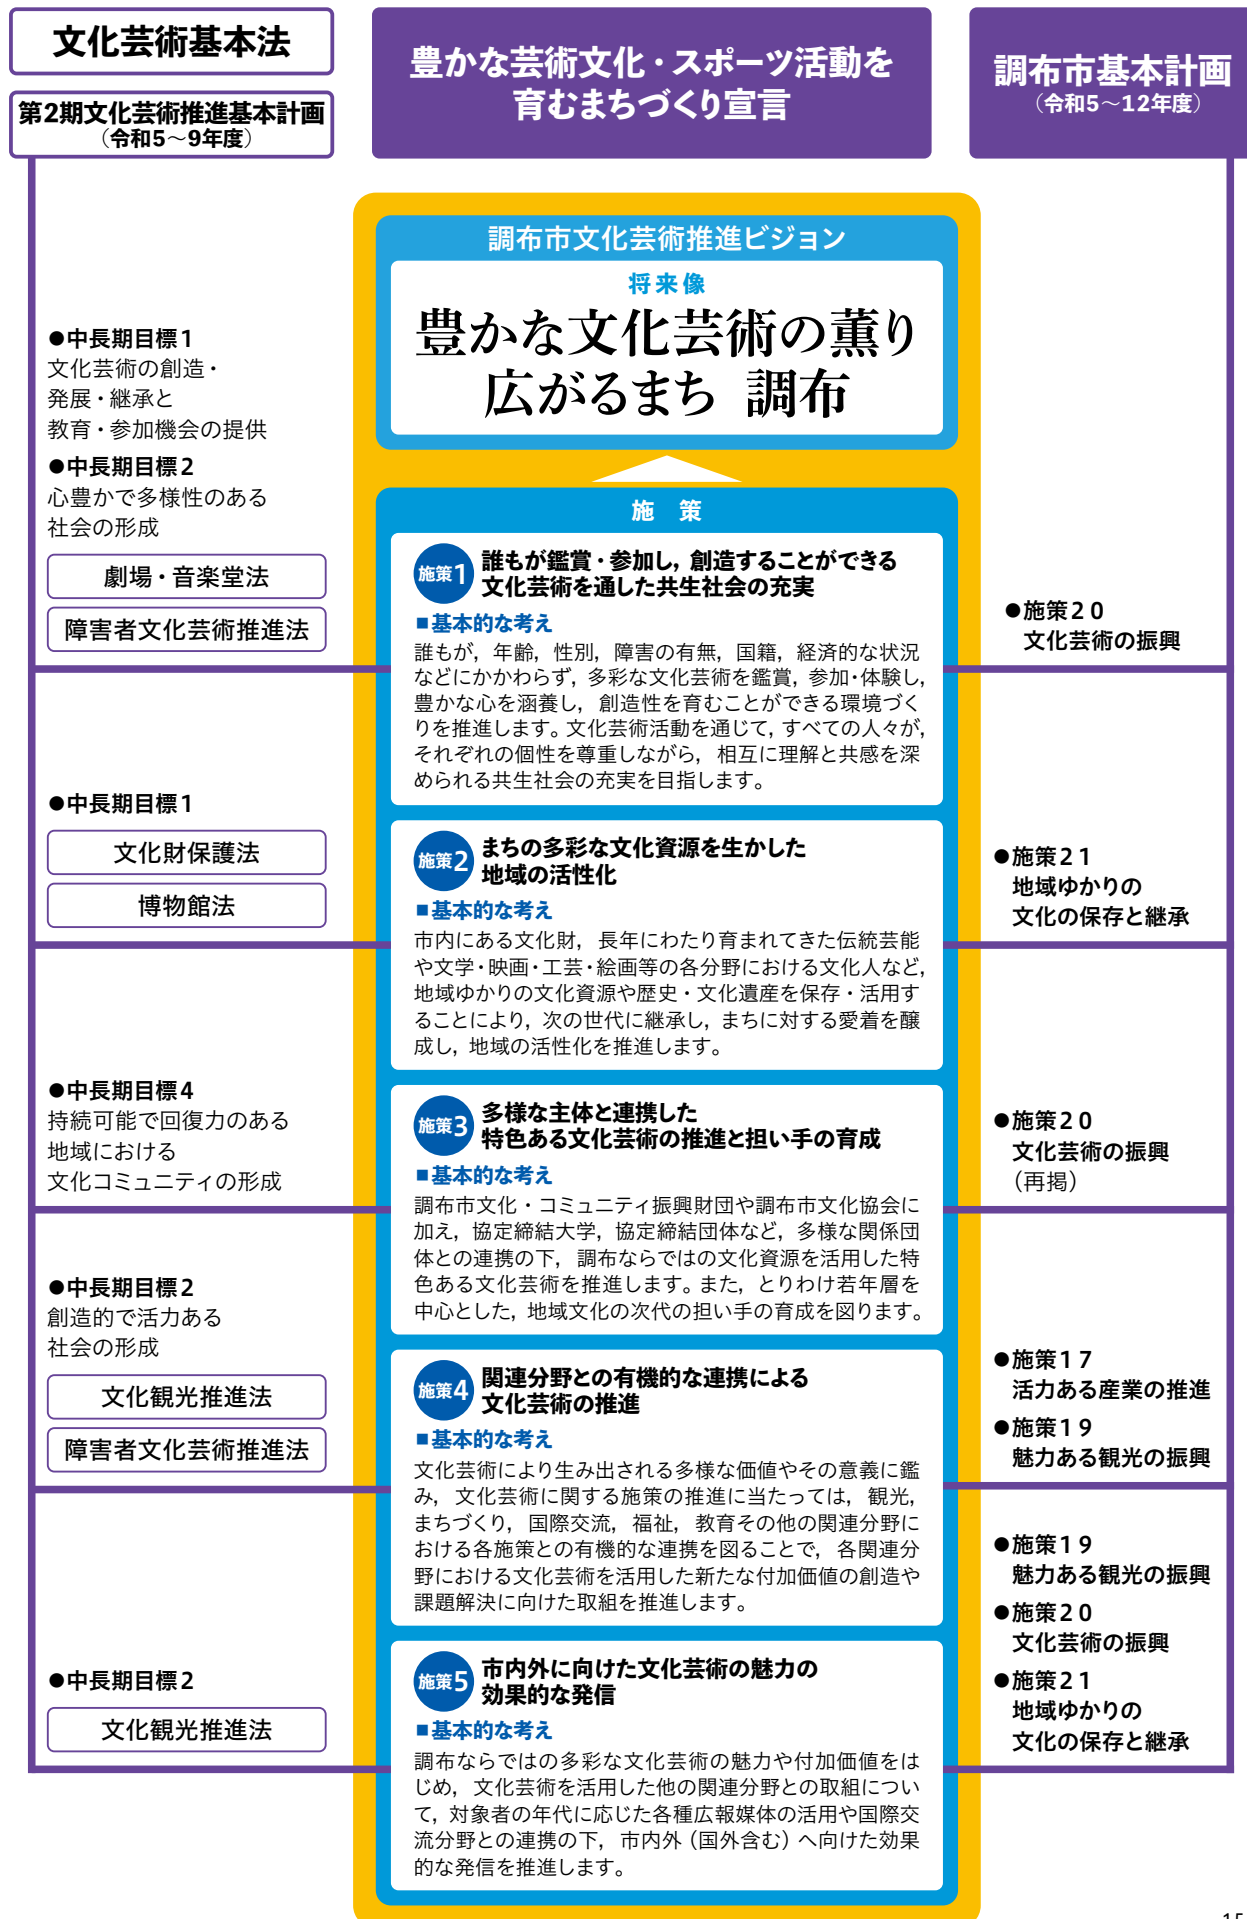 文化芸術基本法
第2期文化芸術推進基本計画
（令和5～9年度）
豊かな芸術文化・スポーツ活動を
育むまちづくり宣言
調布市基本計画
（令和5～12年度）
調布市文化芸術推進ビジョン
将来像
豊かな文化芸術の薫り
広がるまち 調布
●中長期目標1
文化芸術の創造・
発展・継承と
教育・参加機会の提供
●中長期目標2
心豊かで多様性のある
社会の形成
劇場・音楽堂法
障害者文化芸術推進法
施 策
施策1
誰もが鑑賞・参加し，創造することができる
文化芸術を通した共生社会の充実
■基本的な考え
誰もが，年齢，性別，障害の有無，国籍，経済的な状況
などにかかわらず，多彩な文化芸術を鑑賞，参加・体験し，
豊かな心を涵養し，創造性を育むことができる環境づく
りを推進します。文化芸術活動を通じて，すべての人々が，
それぞれの個性を尊重しながら，相互に理解と共感を深
められる共生社会の充実を目指します。
●施策20
文化芸術の振興
●中長期目標1
文化財保護法
博物館法
施策2
まちの多彩な文化資源を生かした
地域の活性化
■基本的な考え
市内にある文化財，長年にわたり育まれてきた伝統芸能
や文学・映画・工芸・絵画等の各分野における文化人など，
地域ゆかりの文化資源や歴史・文化遺産を保存・活用す
ることにより，次の世代に継承し，まちに対する愛着を醸
成し，地域の活性化を推進します。
●施策21
地域ゆかりの
文化の保存と継承
●中長期目標4
持続可能で回復力のある
地域における
文化コミュニティの形成
施策3
多様な主体と連携した
特色ある文化芸術の推進と担い手の育成
■基本的な考え
調布市文化・コミュニティ振興財団や調布市文化協会に
加え，協定締結大学，協定締結団体など，多様な関係団
体との連携の下，調布ならではの文化資源を活用した特
色ある文化芸術を推進します。また，とりわけ若年層を
中心とした，地域文化の次代の担い手の育成を図ります。
●施策20
文化芸術の振興
（再掲）
●中長期目標2
創造的で活力ある
社会の形成
文化観光推進法
障害者文化芸術推進法
施策4
関連分野との有機的な連携による
文化芸術の推進
■基本的な考え
文化芸術により生み出される多様な価値やその意義に鑑
み，文化芸術に関する施策の推進に当たっては，観光，
まちづくり，国際交流，福祉，教育その他の関連分野に
おける各施策との有機的な連携を図ることで，各関連分
野における文化芸術を活用した新たな付加価値の創造や
課題解決に向けた取組を推進します。
●施策17
活力ある産業の推進
●施策19
魅力ある観光の振興
●中長期目標2
文化観光推進法
施策5
市内外に向けた文化芸術の魅力の
効果的な発信
■基本的な考え
調布ならではの多彩な文化芸術の魅力や付加価値をは
じめ，文化芸術を活用した他の関連分野との取組につい
て，対象者の年代に応じた各種広報媒体の活用や国際交
流分野との連携の下，市内外（国外含む）へ向けた効果
的な発信を推進します。
●施策19
魅力ある観光の振興
●施策20
文化芸術の振興
●施策21
地域ゆかりの
文化の保存と継承